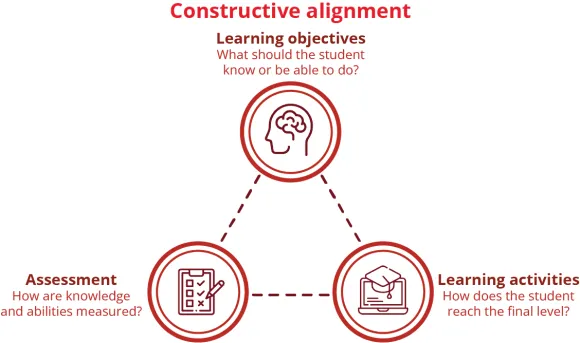 Constructive alignment
Learning objectives
What should the student
know or be able to do?
Assessment
How are knowledge
and abilities measured?
Learning activities
How does the student
reach the final level?